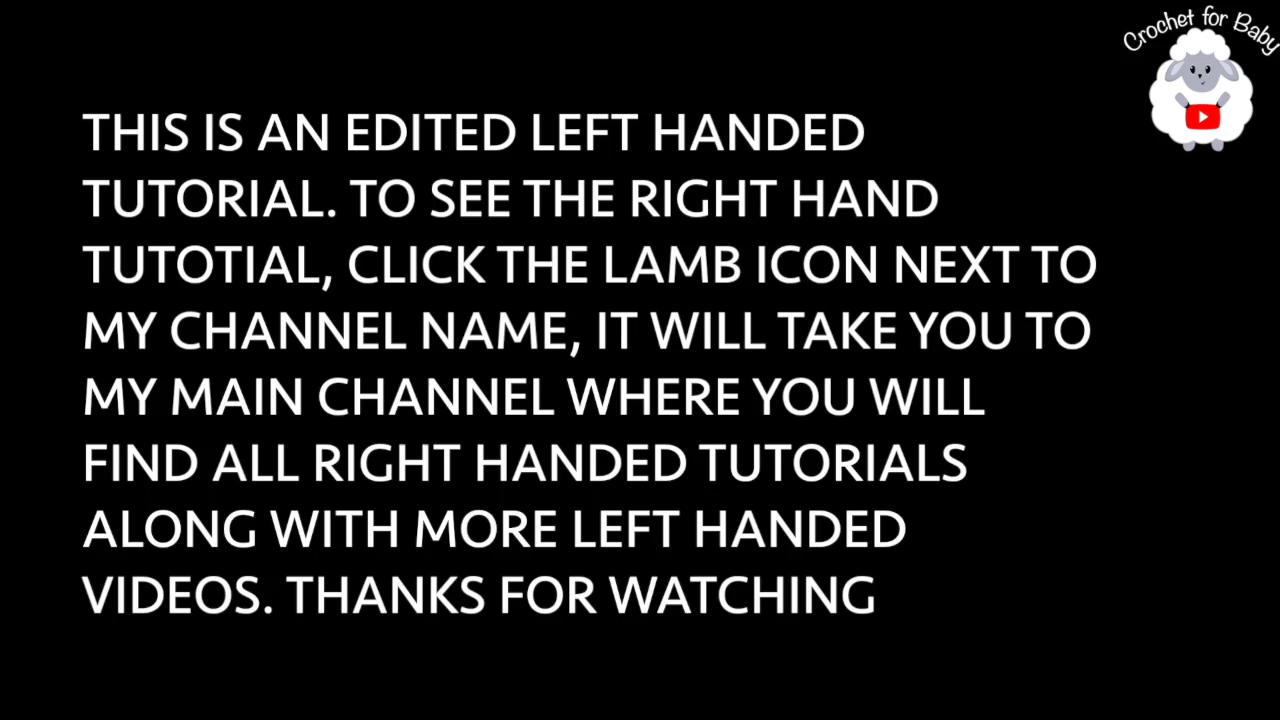 Crochet for Baby
THIS IS AN EDITED LEFT HANDED
TUTORIAL. TO SEE THE RIGHT HAND
TUTOTIAL, CLICK THE LAMB ICON NEXT TO
MY CHANNEL NAME, IT WILL TAKE YOU TO
MY MAIN CHANNEL WHERE YOU WILL
FIND ALL RIGHT HANDED TUTORIALS
ALONG WITH MORE LEFT HANDED
VIDEOS. THANKS FOR WATCHING